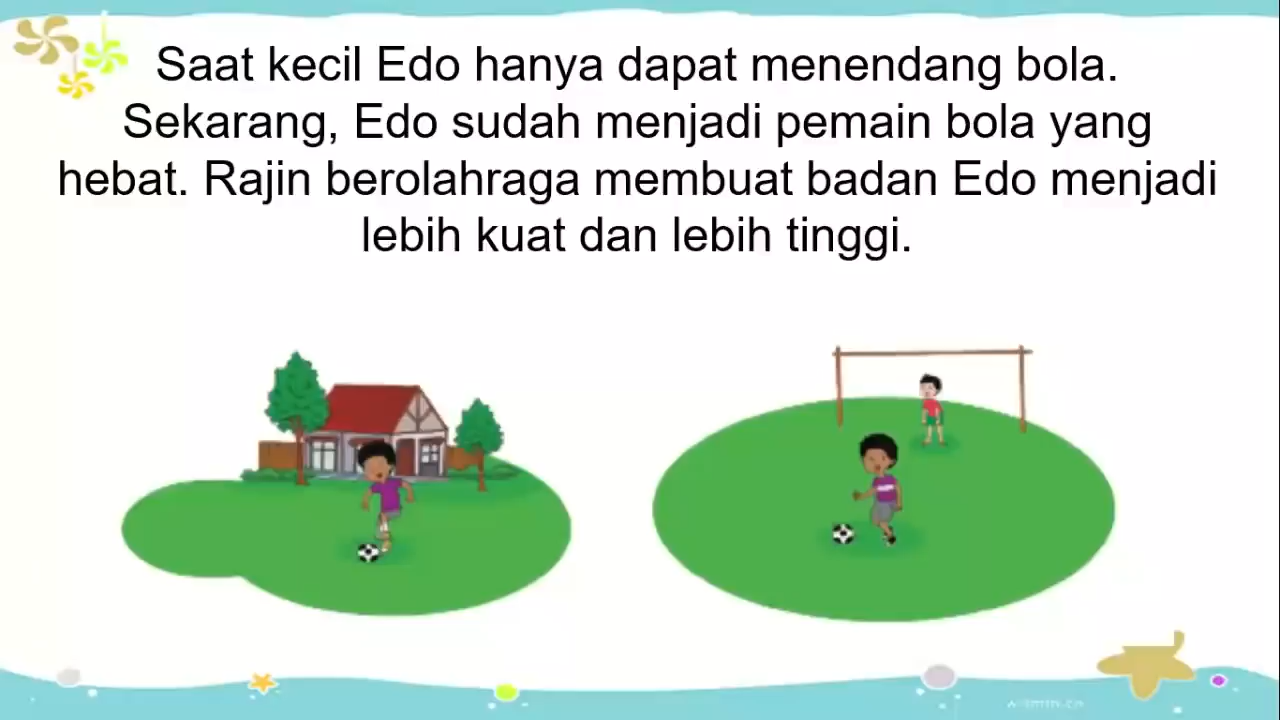 Saat kecil Edo hanya dapat menendang bola.
Sekarang, Edo sudah menjadi pemain bola yang
hebat. Rajin berolahraga membuat badan Edo menjadi
lebih kuat dan lebih tinggi.